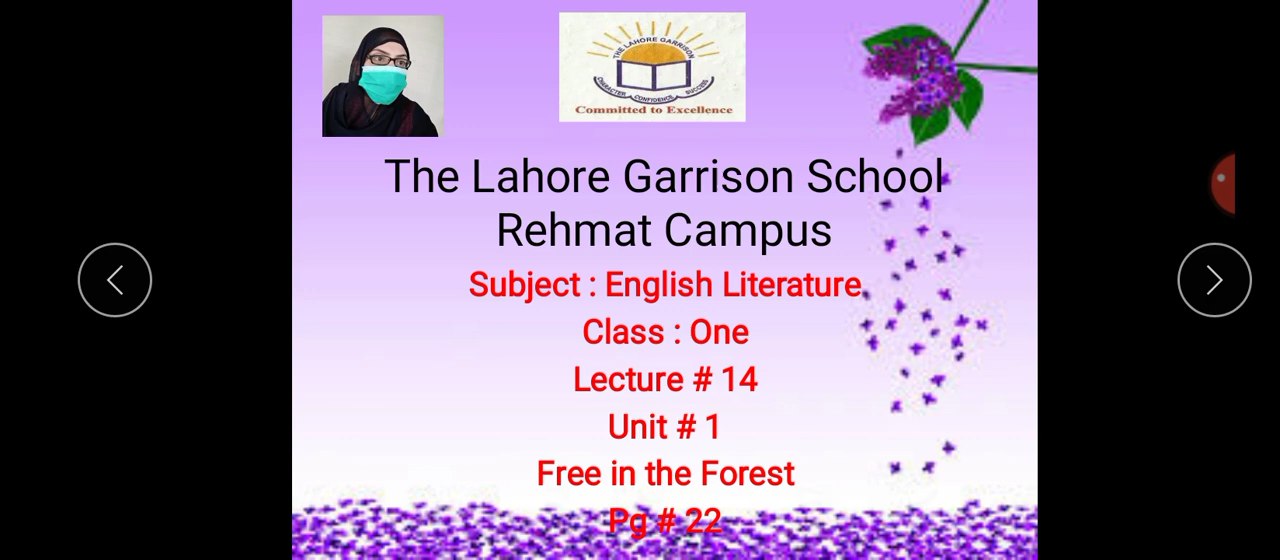 THE LAHORE GARRISON
CHARACTER CONFIDENCE SUCCESS
Committed to Excellence
The Lahore Garrison School
Rehmat Campus
Subject : English Literature
Class : One
Lecture # 14
Unit # 1
Free in the Forest
Pg # 22